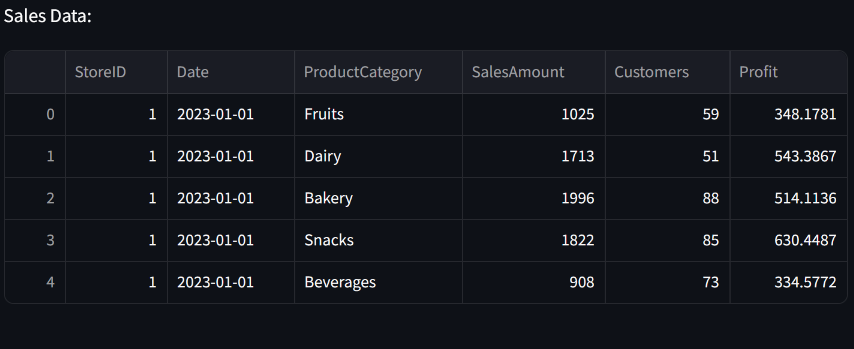 Sales Data:
StoreID Date ProductCategory SalesAmount Customers Profit
0 1 2023-01-01 Fruits 1025 59 348.1781
1 1 2023-01-01 Dairy 1713 51 543.3867
2 1 2023-01-01 Bakery 1996 88 514.1136
3 1 2023-01-01 Snacks 1822 85 630.4487
4 1 2023-01-01 Beverages 908 73 334.5772